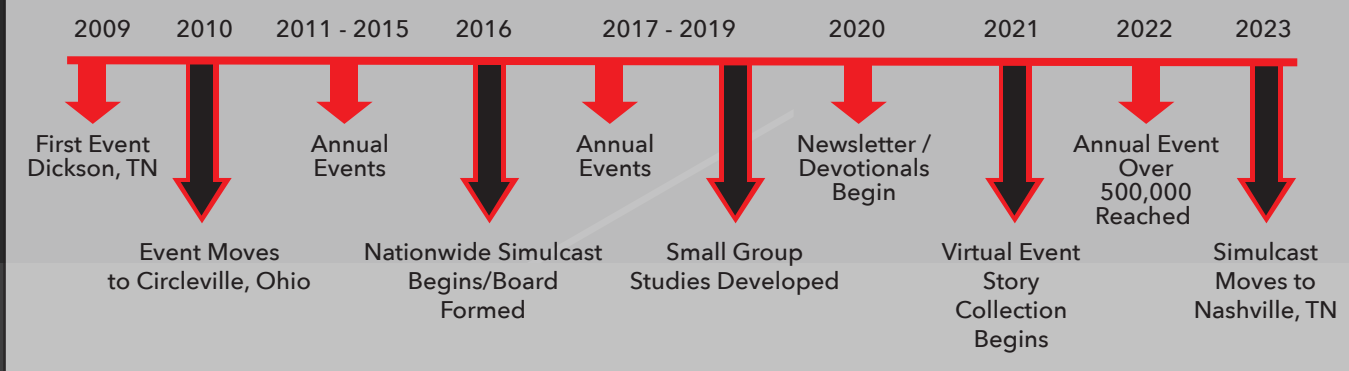 2009 2010 2011 - 2015 2016 2017 - 2019 2020 2021 2022 2023
First Event
Dickson, TN
Event Moves
to Circleville, Ohio
Annual
Events
Nationwide Simulcast
Begins/Board
Formed
Annual
Events
Small Group
Studies Developed
Newsletter /
Devotionals
Begin
Virtual Event
Story
Collection
Begins
Annual Event
Over
500,000
Reached
Simulcast
Moves to
Nashville, TN